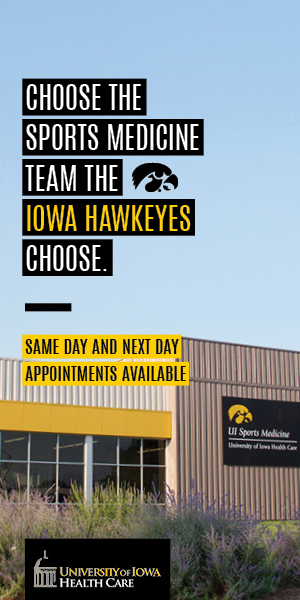 CHOOSE THE
SPORTS MEDICINE
TEAM THE
IOWA HAWKEYES
CHOOSE.
SAME DAY AND NEXT DAY
APPOINTMENTS AVAILABLE
UI Sports Medicine
University of Iowa Health Care
UNIVERSITY OF IOWA
HEALTH CARE